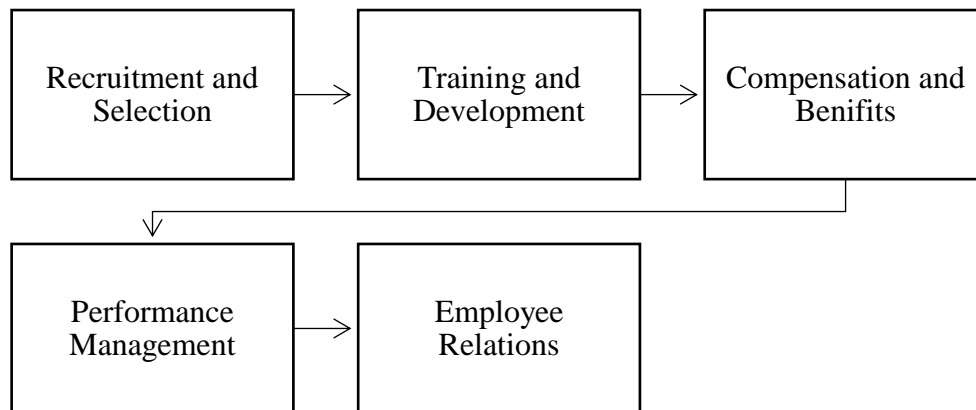 Recruitment and
Selection
Training and
Development
Compensation and
Benifits
Performance
Management
Employee
Relations